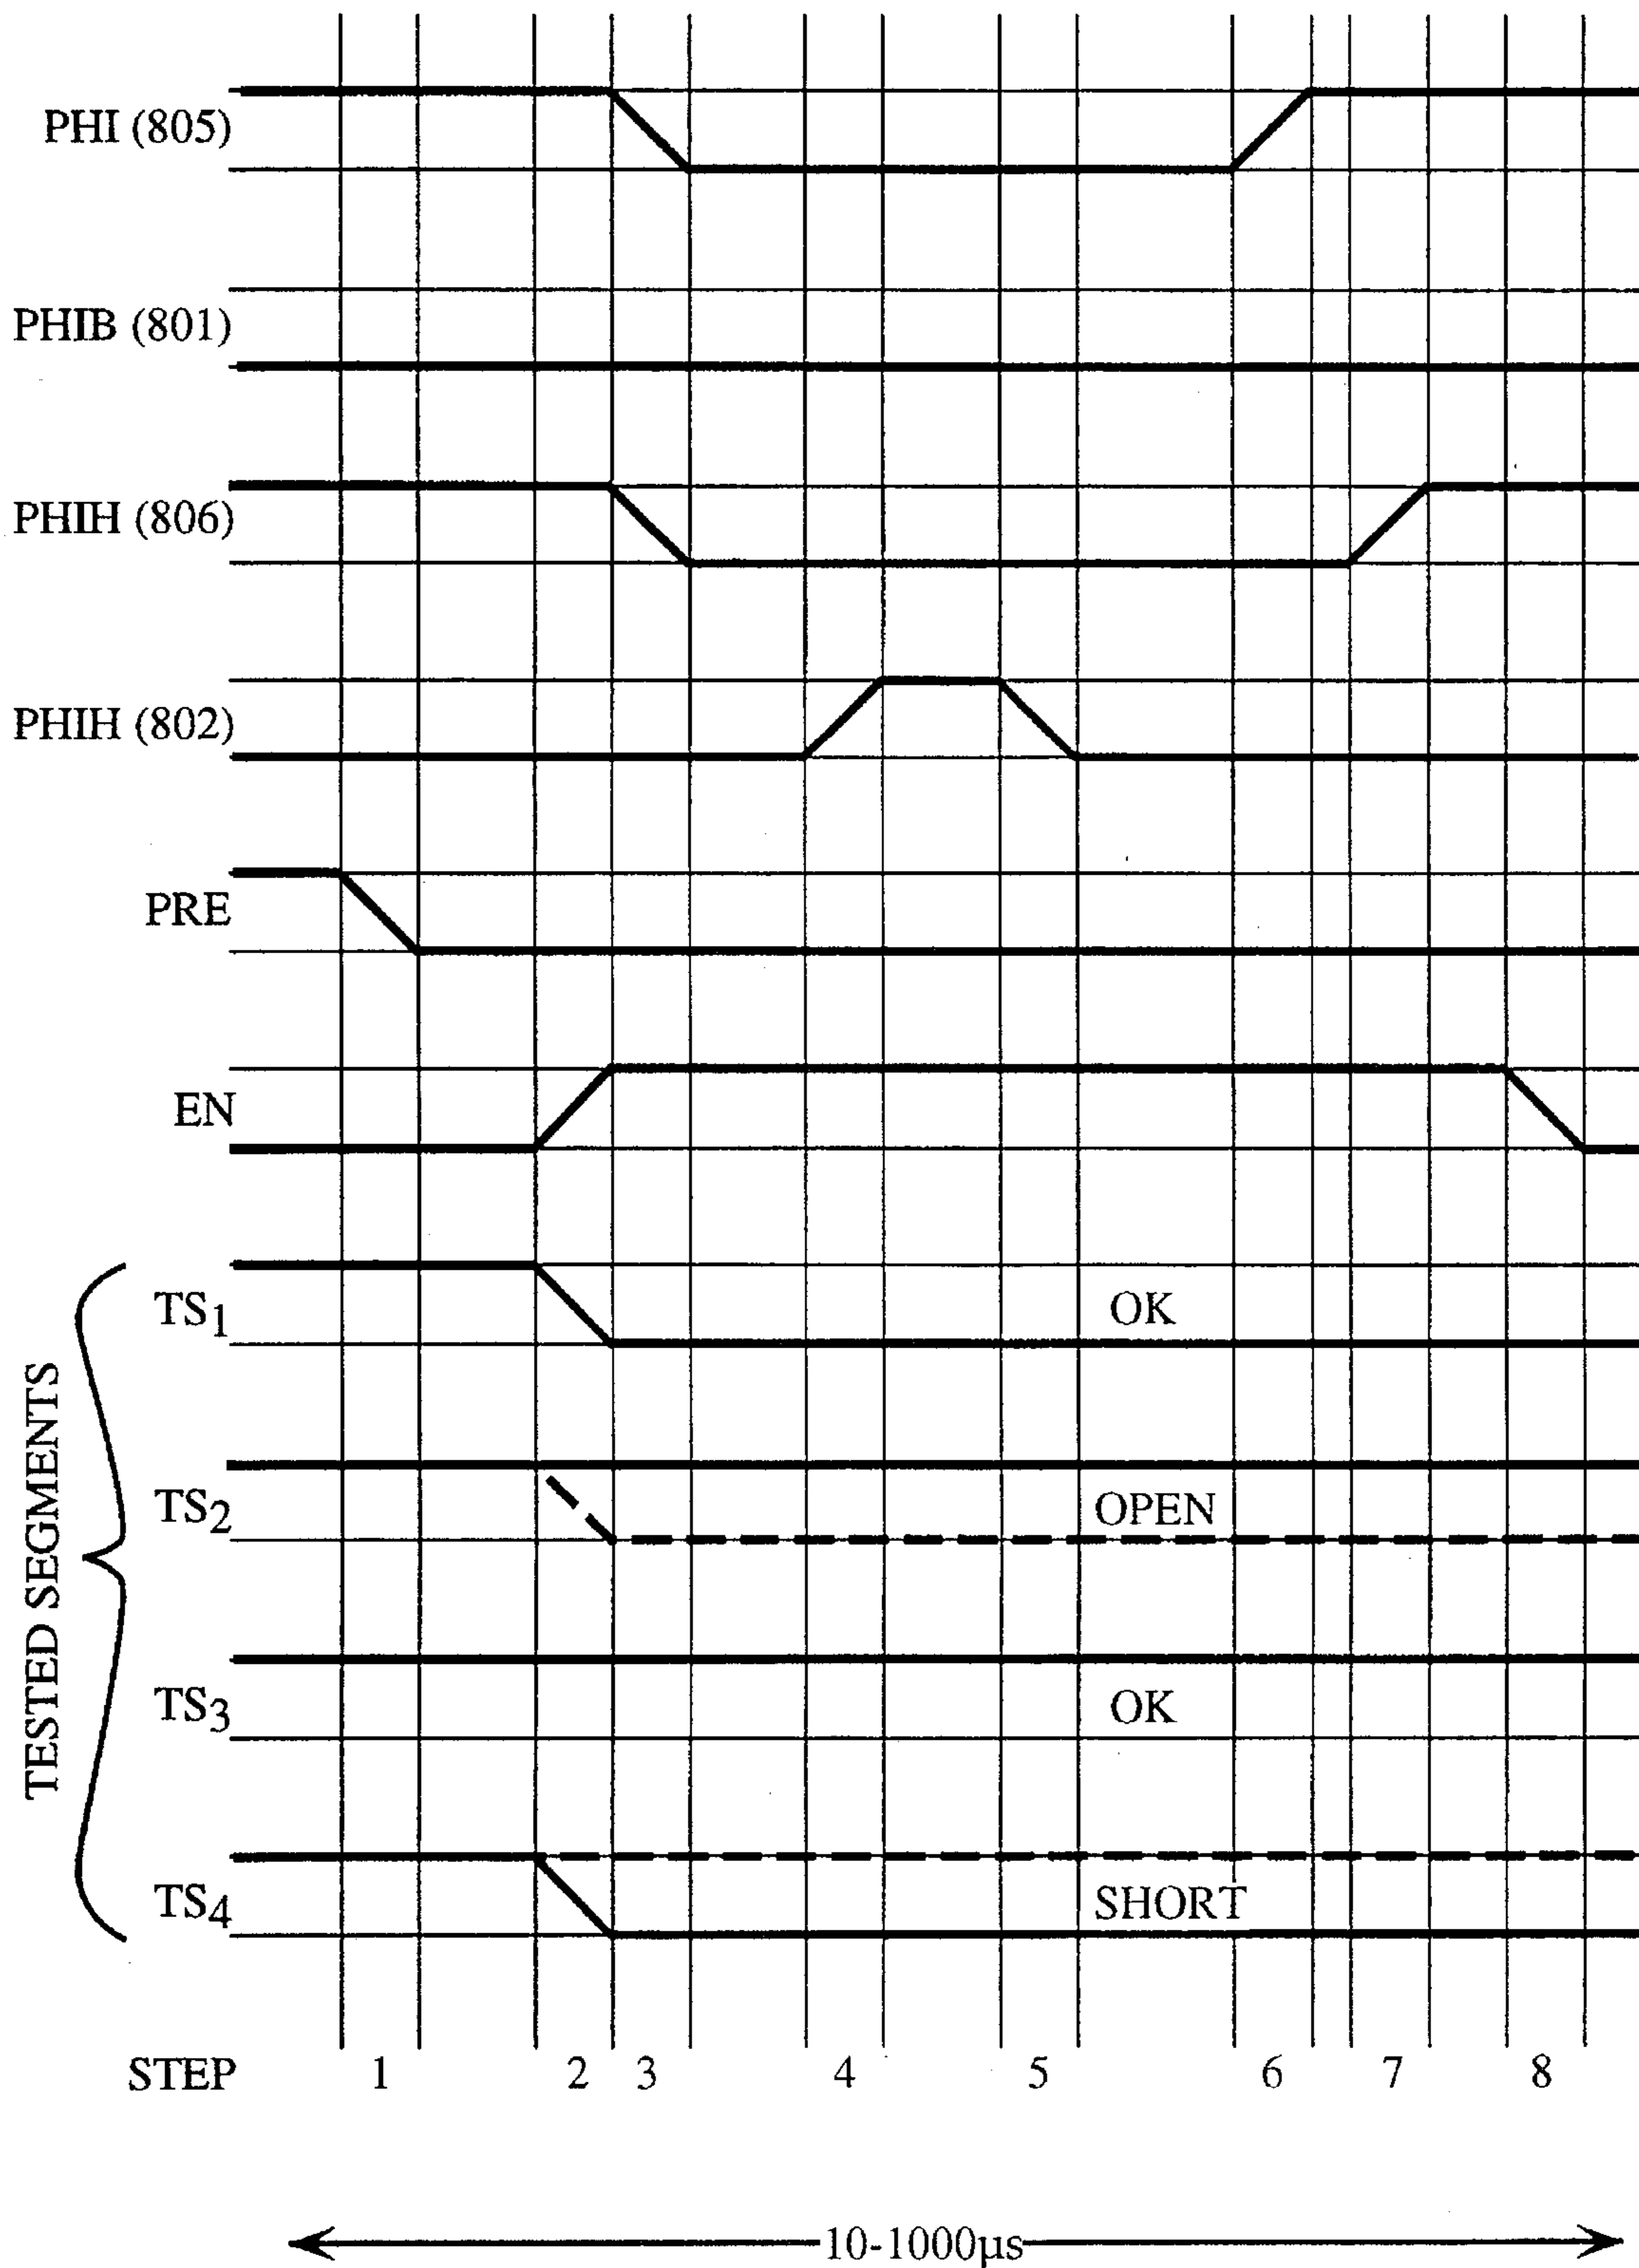 PHI (805)
PHIB (801)
PHIH (806)
PHIH (802)
PRE
EN
TESTED SEGMENTS
TS1 OK
TS2 OPEN
TS3 OK
TS4 SHORT
STEP 1 2 3 4 5 6 7 8
10-1000µs